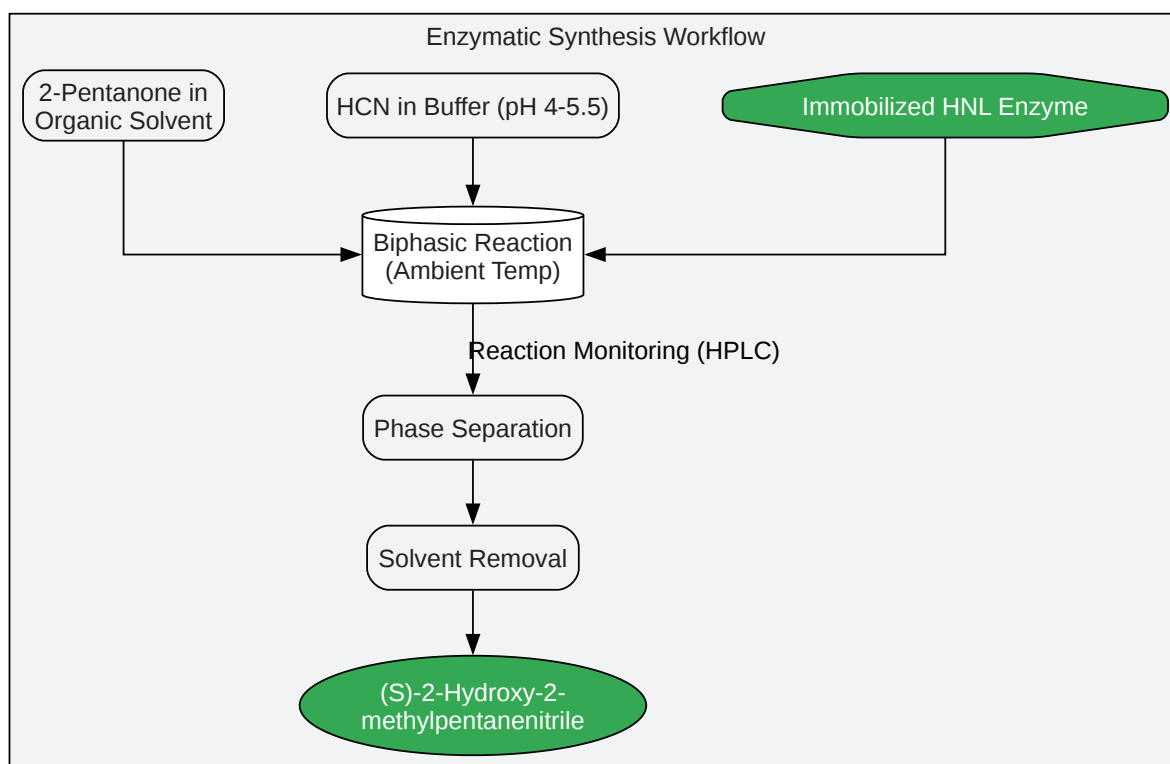 Enzymatic Synthesis Workflow
2-Pentanone in
Organic Solvent
HCN in Buffer (pH 4-5.5)
Immobilized HNL Enzyme
Biphasic Reaction
(Ambient Temp)
Reaction Monitoring (HPLC)
Phase Separation
Solvent Removal
(S)-2-Hydroxy-2-
methylpentanenitrile